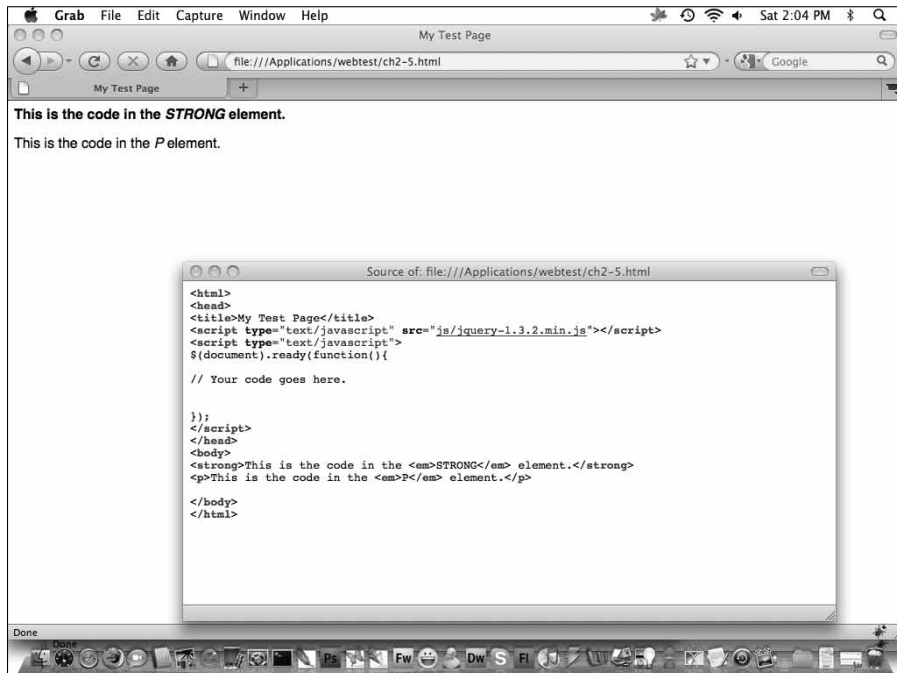 Grab File Edit Capture Window Help Sat 2:04 PM
My Test Page
file:///Applications/webtest/ch2-5.html Google
My Test Page +
This is the code in the STRONG element.
This is the code in the P element.
Source of: file:///Applications/webtest/ch2-5.html
<html>
<head>
<title>My Test Page</title>
<script type="text/javascript" src="js/jquery-1.3.2.min.js"></script>
<script type="text/javascript">
$(document).ready(function(){
// Your code goes here.
});
</script>
</head>
<body>
<strong>This is the code in the <em>STRONG</em> element.</strong>
<p>This is the code in the <em>P</em> element.</p>
</body>
</html>
Done
Done
Ps Fw Dw S Fl